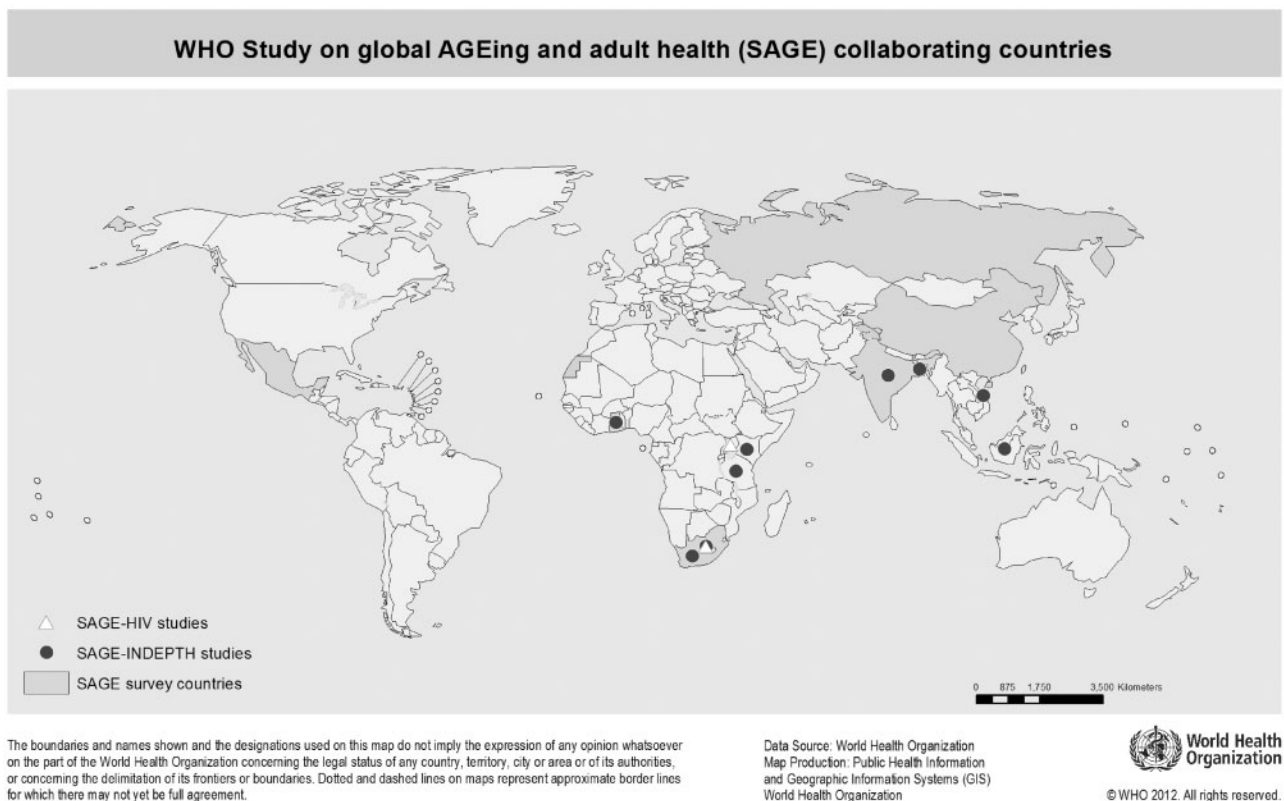 WHO Study on global AGEing and adult health (SAGE) collaborating countries
SAGE-HIV studies
SAGE-INDEPTH studies
SAGE survey countries
0 875 1,750 3,500 Kilometers
The boundaries and names shown and the designations used on this map do not imply the expression of any opinion whatsoever
on the part of the World Health Organization concerning the legal status of any country, territory, city or area or of its authorities,
or concerning the delimitation of its frontiers or boundaries. Dotted and dashed lines on maps represent approximate border lines
for which there may not yet be full agreement.
Data Source: World Health Organization
Map Production: Public Health Information
and Geographic Information Systems (GIS)
World Health Organization
World Health
Organization
© WHO 2012. All rights reserved.